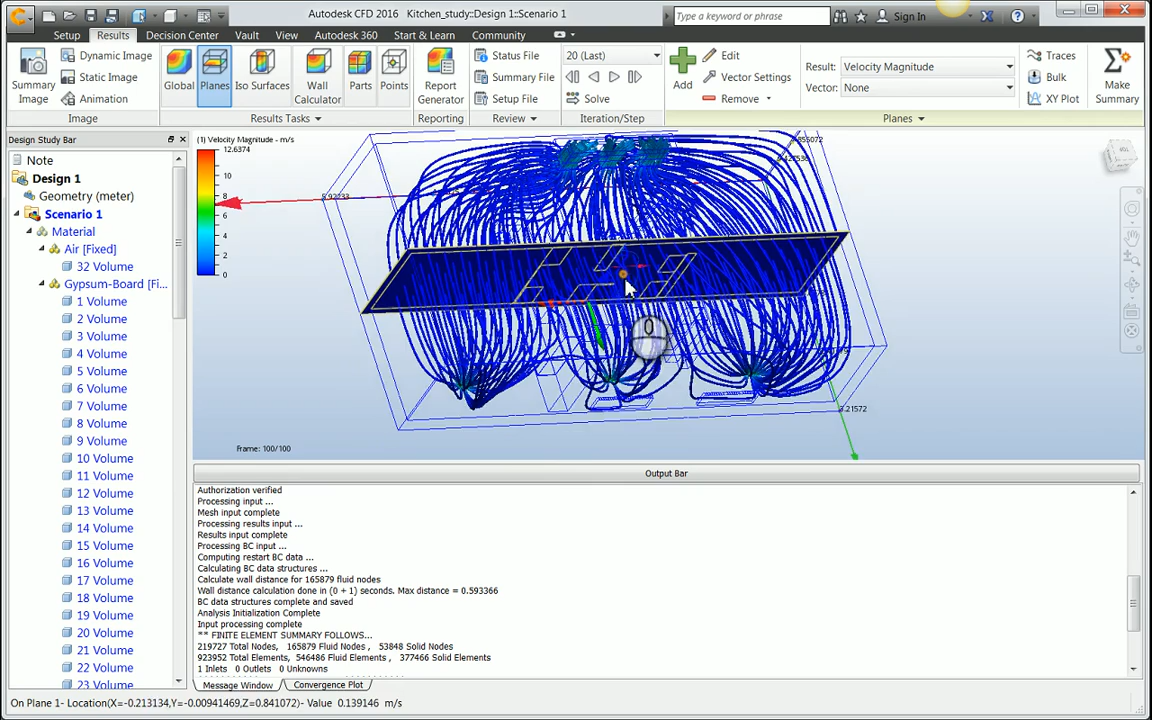 Autodesk CFD 2016 Kitchen_study::Design 1::Scenario 1
Type a keyword or phrase
Sign In
Setup Results Decision Center Vault View Autodesk 360 Start & Learn Community
Summary Image
Dynamic Image
Static Image
Animation
Image
Global
Planes
Iso Surfaces
Wall Calculator
Parts
Points
Results Tasks
Report Generator
Reporting
Status File
Summary File
Setup File
Review
20 (Last)
Solve
Iteration/Step
Add
Edit
Vector Settings
Remove
Result: Velocity Magnitude
Vector: None
Planes
Traces
Bulk
XY Plot
Make Summary
Design Study Bar
Note
Design 1
Geometry (meter)
Scenario 1
Material
Air [Fixed]
32 Volume
Gypsum-Board [Fi...
1 Volume
2 Volume
3 Volume
4 Volume
5 Volume
6 Volume
7 Volume
8 Volume
9 Volume
10 Volume
11 Volume
12 Volume
13 Volume
14 Volume
15 Volume
16 Volume
17 Volume
18 Volume
19 Volume
20 Volume
21 Volume
22 Volume
23 Volume
(1) Velocity Magnitude - m/s
12.6374
10
8
6
4
2
0
Frame: 100/100
Output Bar
Authorization verified
Processing input ...
Mesh input complete
Processing results input ...
Results input complete
Processing BC input ...
Computing restart BC data ...
Calculating BC data structures ...
Calculate wall distance for 165879 fluid nodes
Wall distance calculation done in (0 + 1) seconds. Max distance = 0.593366
BC data structures complete and saved
Analysis Initialization Complete
Input processing complete
** FINITE ELEMENT SUMMARY FOLLOWS...
219727 Total Nodes, 165879 Fluid Nodes , 53848 Solid Nodes
923952 Total Elements, 546486 Fluid Elements , 377466 Solid Elements
1 Inlets 0 Outlets 0 Unknowns
Message Window Convergence Plot
On Plane 1- Location(X=-0.213134,Y=-0.00941469,Z=0.841072)- Value 0.139146 m/s